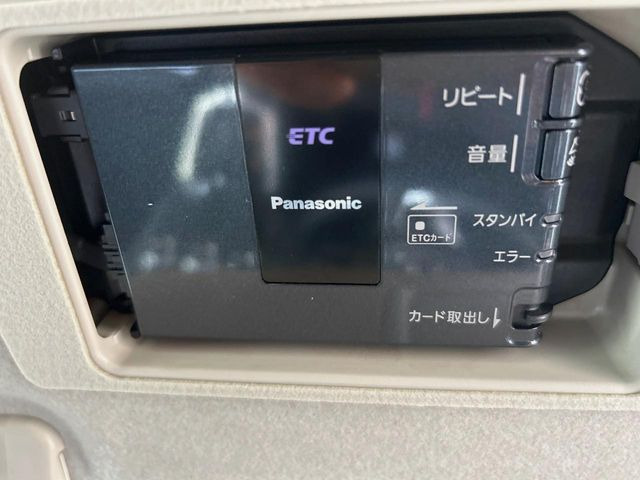 ETC
Panasonic
リピート
音量
スタンバイ
ETCカード
エラー
カード取出し